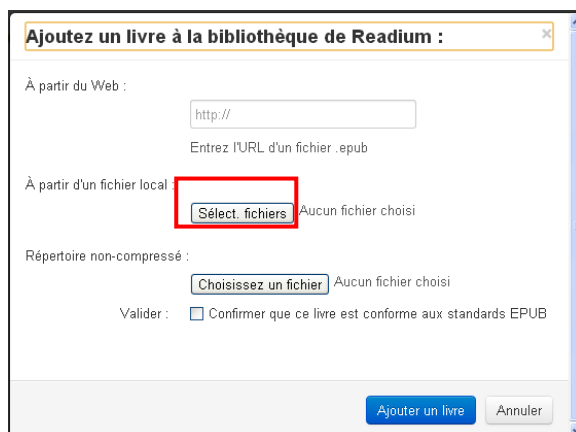 Ajoutez un livre à la bibliothèque de Readium : ×
À partir du Web :
http://
Entrez l'URL d'un fichier .epub
À partir d'un fichier local :
Sélect. fichiers Aucun fichier choisi
Répertoire non-compressé :
Choisissez un fichier Aucun fichier choisi
Valider : Confirmer que ce livre est conforme aux standards EPUB
Ajouter un livre Annuler